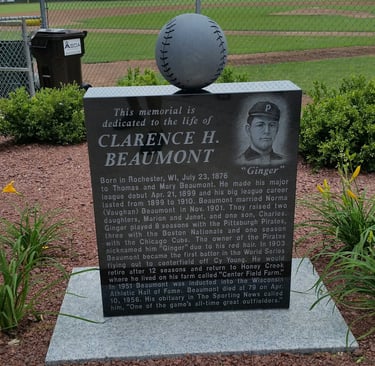 This memorial is
dedicated to the life of
CLARENCE H.
BEAUMONT
P
"Ginger"
Born in Rochester, WI, July 23, 1876
to Thomas and Mary Beaumont. He made his major
league debut Apr. 21, 1899 and his big league career
lasted from 1899 to 1910. Beaumont married Norma
(Vaughan) Beaumont in Nov. 1901. They raised two
daughters, Marion and Janet, and one son, Charles.
Ginger played 8 seasons with the Pittsburgh Pirates,
three with the Boston Nationals and one season
with the Chicago Cubs. The owner of the Pirates
nicknamed him "Ginger" due to his red hair. In 1903
Beaumont became the first batter in the World Series
flying out to centerfield off Cy Young. He would
retire after 12 seasons and return to Honey Creek
where he lived on his farm called "Center Field Farm."
In 1951 Beaumont was inducted into the Wisconsin
Athletic Hall of Fame. Beaumont died at 79 on Apr.
10, 1956. His obituary in The Sporting News called
him, "One of the game's all-time great outfielders."